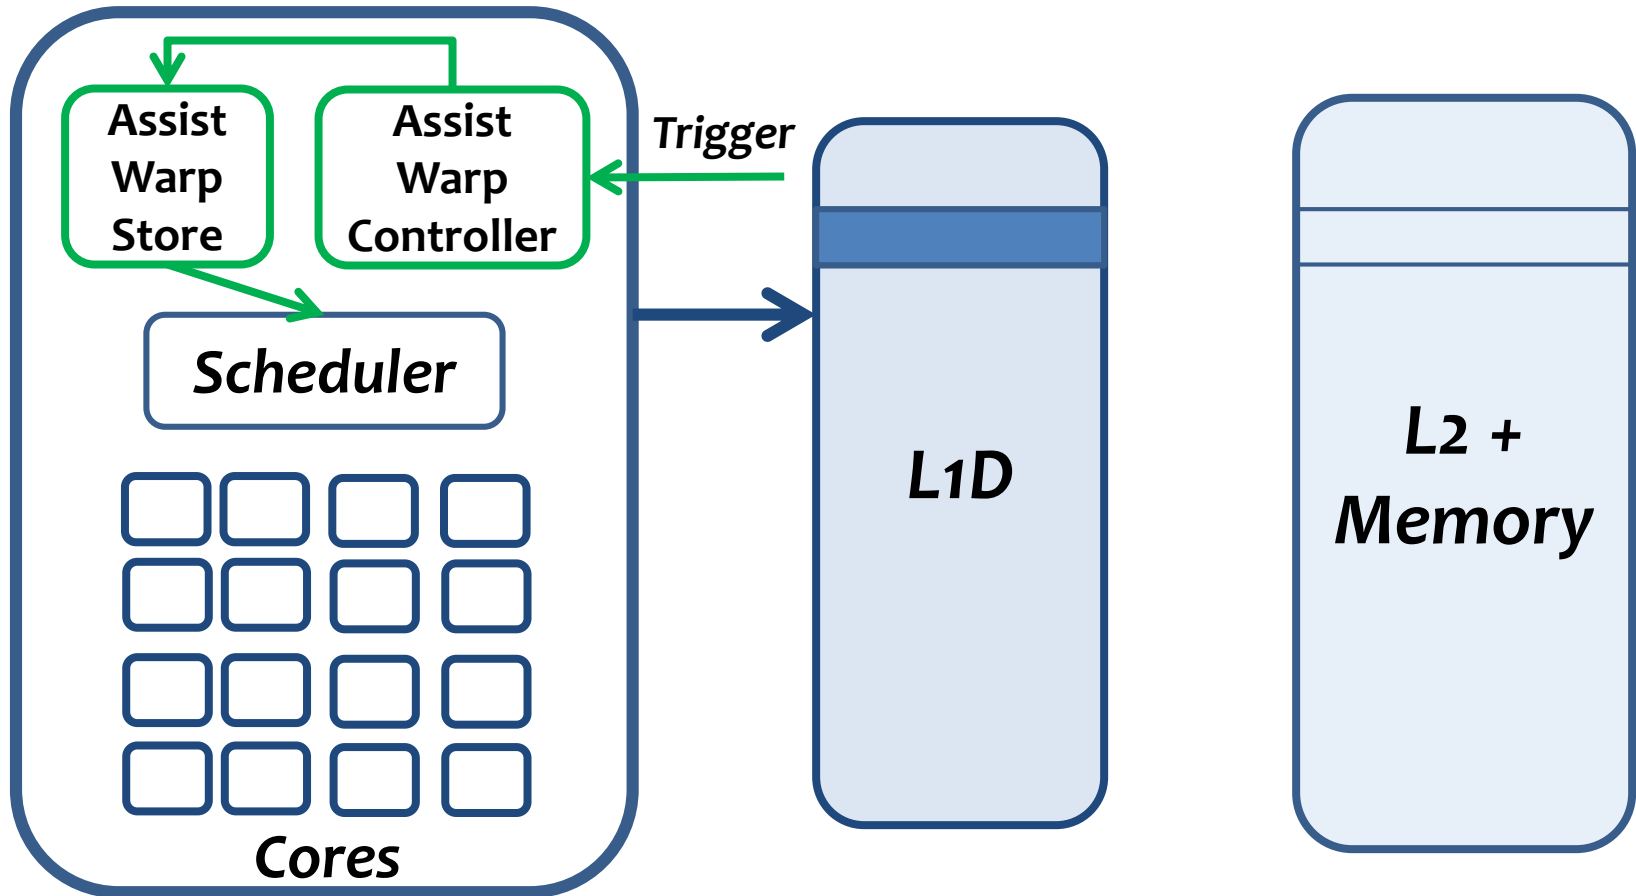 Assist
Warp
Store
Assist
Warp
Controller
Trigger
Scheduler
L1D
L2 +
Memory
Cores